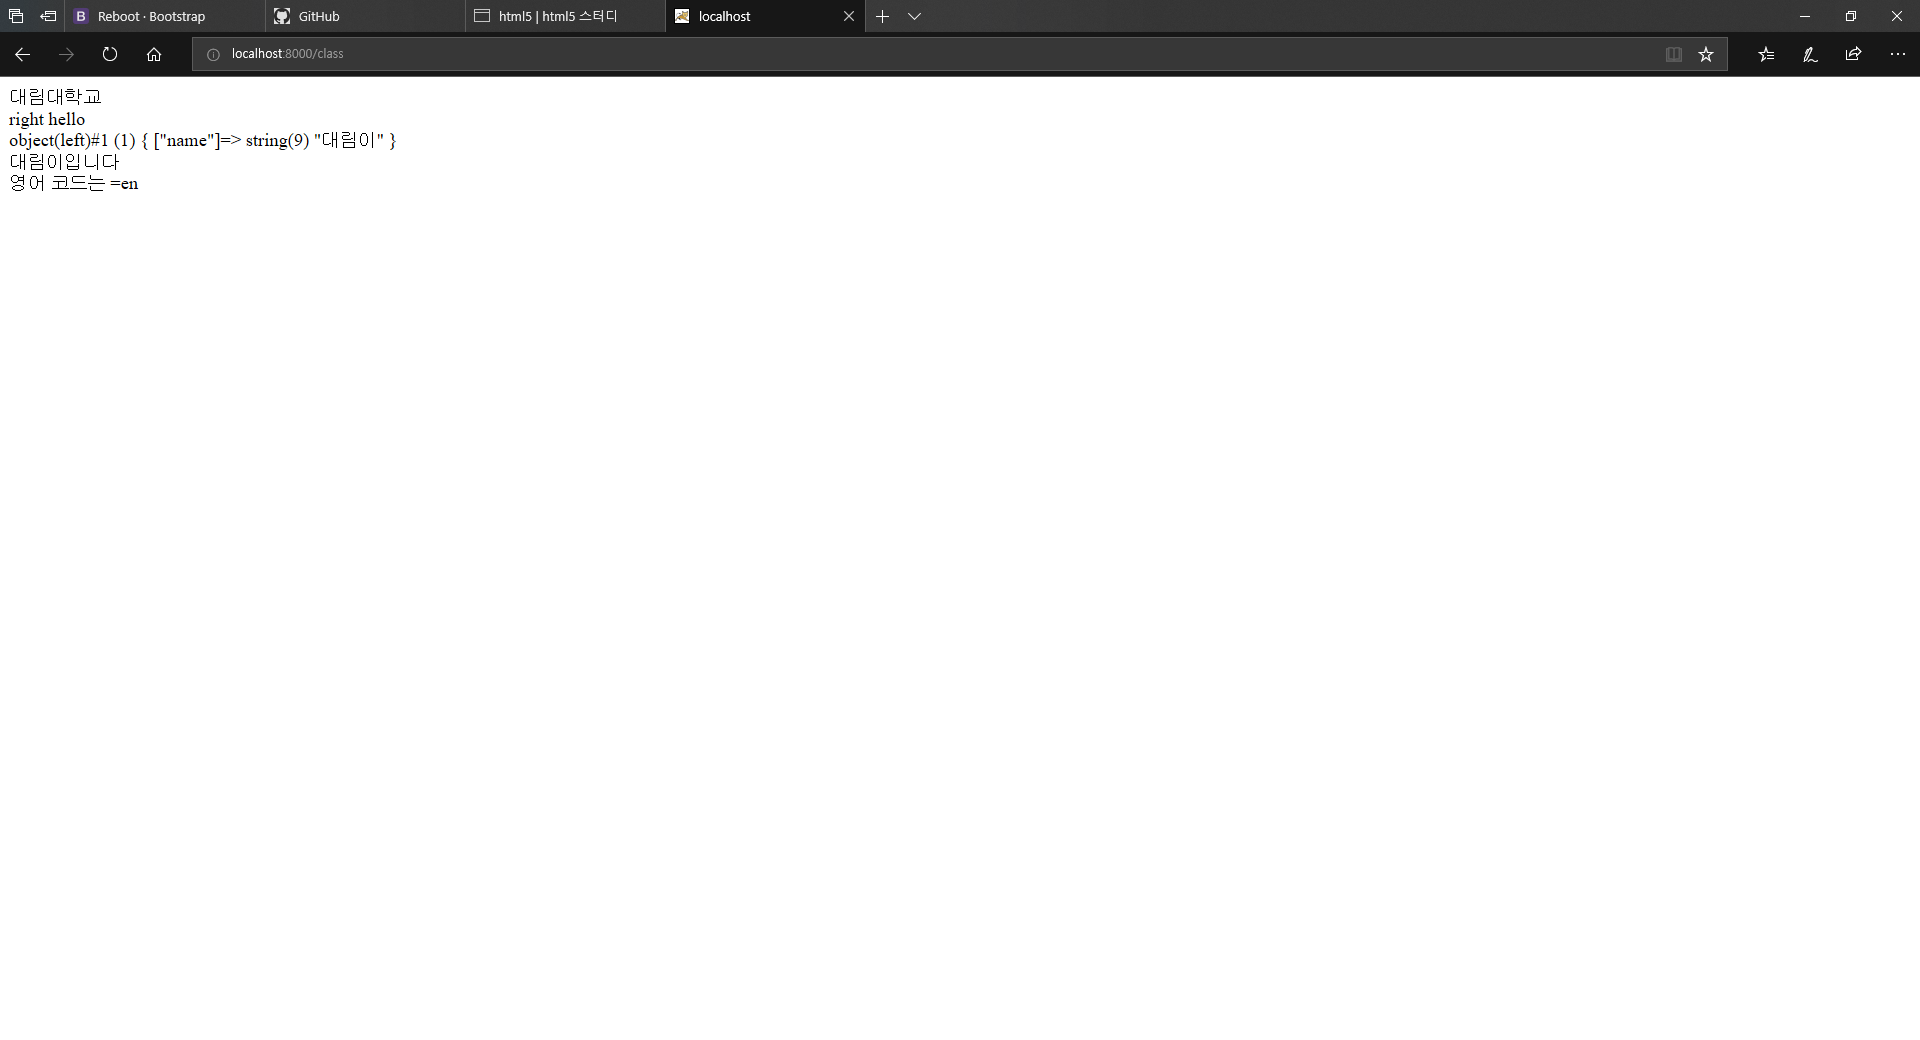 Reboot · Bootstrap
GitHub
html5 | html5 스터디
localhost
localhost:8000/class
대림대학교
right hello
object(left)#1 (1) { ["name"]=> string(9) "대림이" }
대림이입니다
영어 코드는 =en